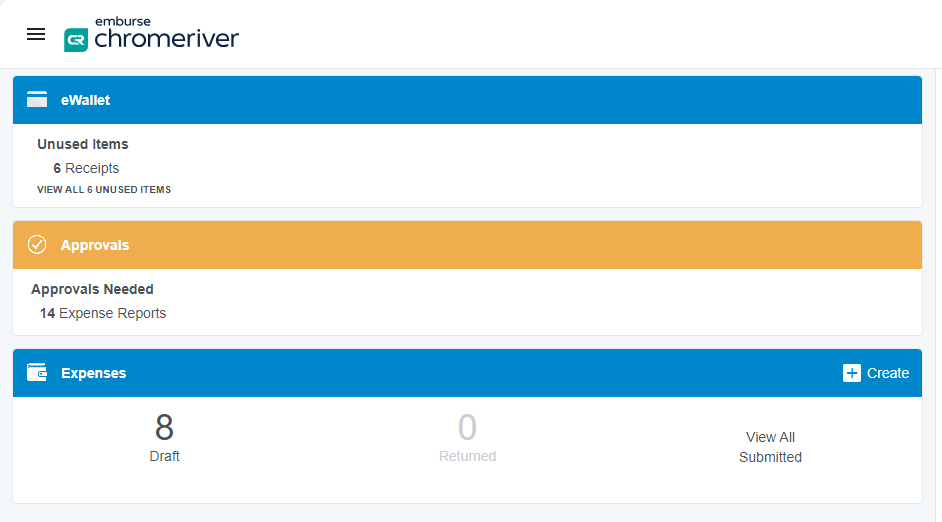 emburse
CR chromeriver
eWallet
Unused Items
6 Receipts
VIEW ALL 6 UNUSED ITEMS
Approvals
Approvals Needed
14 Expense Reports
Expenses
Create
8
Draft
0
Returned
View All
Submitted